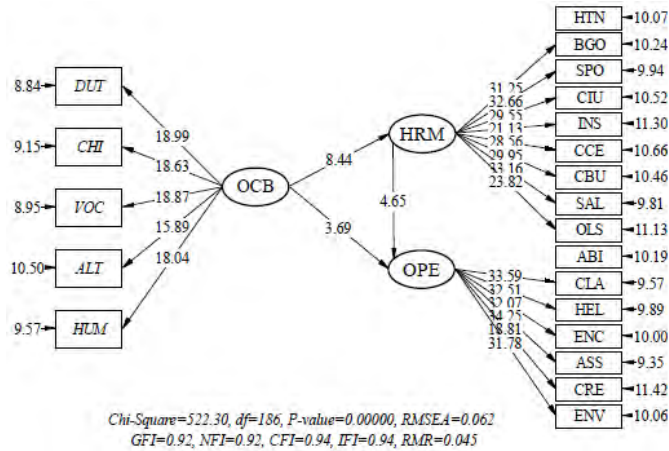 8.84 DUT
9.15 CHI
8.95 VOC
10.50 ALT
9.57 HUM
18.99
18.63
18.87
15.89
18.04
OCB
8.44
3.69
HRM
4.65
OPE
31.25
32.66
29.55
21.13
28.56
29.95
33.16
23.82
33.59
32.51
32.07
34.25
18.81
31.78
HTN 10.07
BGO 10.24
SPO 9.94
CIU 10.52
INS 11.30
CCE 10.66
CBU 10.46
SAL 9.81
OLS 11.13
ABI 10.19
CLA 9.57
HEL 9.89
ENC 10.00
ASS 9.35
CRE 11.42
ENV 10.06
Chi-Square=522.30, df=186, P-value=0.00000, RMSEA=0.062
GFI=0.92, NFI=0.92, CFI=0.94, IFI=0.94, RMR=0.045